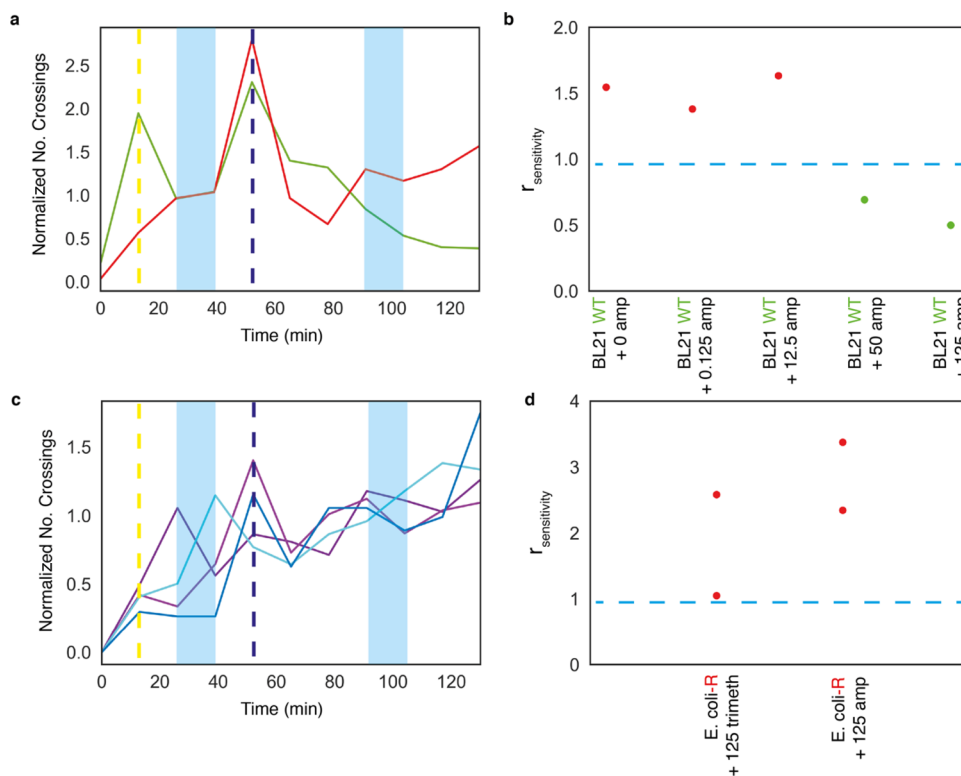 a
2.5
2.0
1.5
1.0
0.5
0.0
Normalized No. Crossings
0 20 40 60 80 100 120
Time (min)
b
2.0
1.5
1.0
0.5
0.0
r sensitivity
BL21 WT
+ 0 amp
BL21 WT
+ 0.125 amp
BL21 WT
+ 12.5 amp
BL21 WT
+ 50 amp
BL21 WT
+ 125 amp
c
1.5
1.0
0.5
0.0
Normalized No. Crossings
0 20 40 60 80 100 120
Time (min)
d
4
3
2
1
0
r sensitivity
E. coli-R
+ 125 trimeth
E. coli-R
+ 125 amp